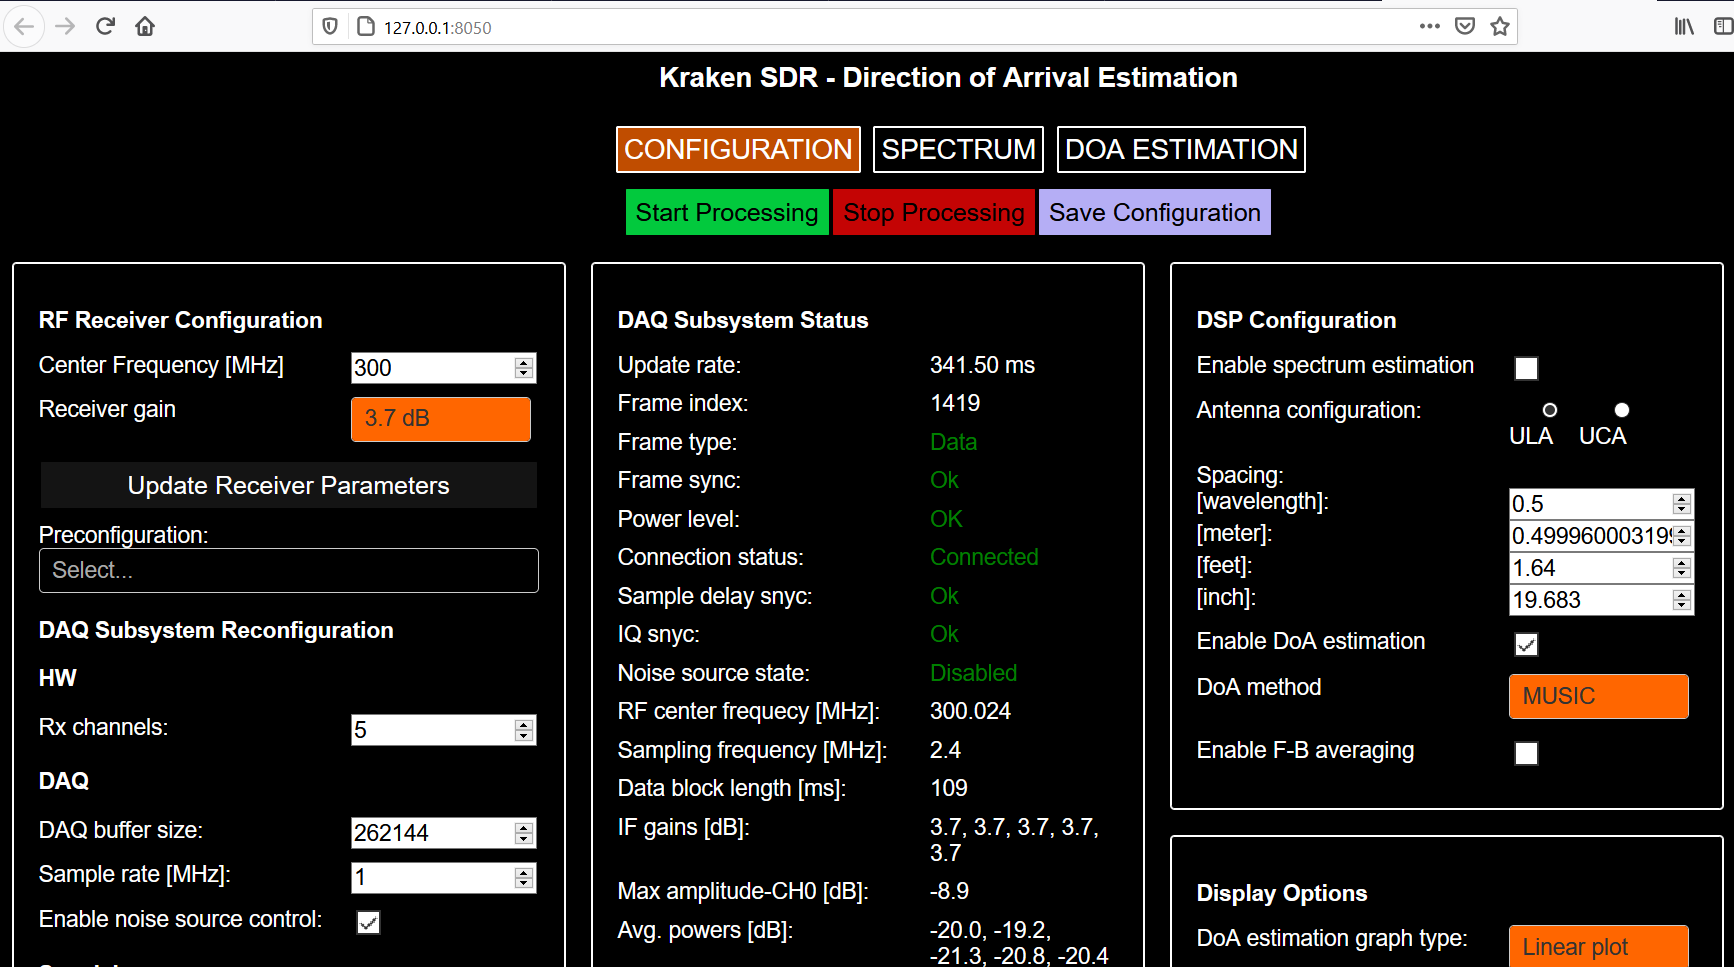 127.0.0.1:8050
Kraken SDR - Direction of Arrival Estimation
CONFIGURATION SPECTRUM DOA ESTIMATION
Start Processing Stop Processing Save Configuration
RF Receiver Configuration
Center Frequency [MHz] 300
Receiver gain 3.7 dB
Update Receiver Parameters
Preconfiguration:
Select...
DAQ Subsystem Reconfiguration
HW
Rx channels: 5
DAQ
DAQ buffer size: 262144
Sample rate [MHz]: 1
Enable noise source control:
DAQ Subsystem Status
Update rate: 341.50 ms
Frame index: 1419
Frame type: Data
Frame sync: Ok
Power level: OK
Connection status: Connected
Sample delay snyc: Ok
IQ snyc: Ok
Noise source state: Disabled
RF center frequecy [MHz]: 300.024
Sampling frequency [MHz]: 2.4
Data block length [ms]: 109
IF gains [dB]: 3.7, 3.7, 3.7, 3.7,
3.7
Max amplitude-CH0 [dB]: -8.9
Avg. powers [dB]: -20.0, -19.2,
-21.3, -20.8, -20.4
DSP Configuration
Enable spectrum estimation
Antenna configuration:
ULA UCA
Spacing:
[wavelength]: 0.5
[meter]: 0.499960003199
[feet]: 1.64
[inch]: 19.683
Enable DoA estimation
DoA method MUSIC
Enable F-B averaging
Display Options
DoA estimation graph type: Linear plot